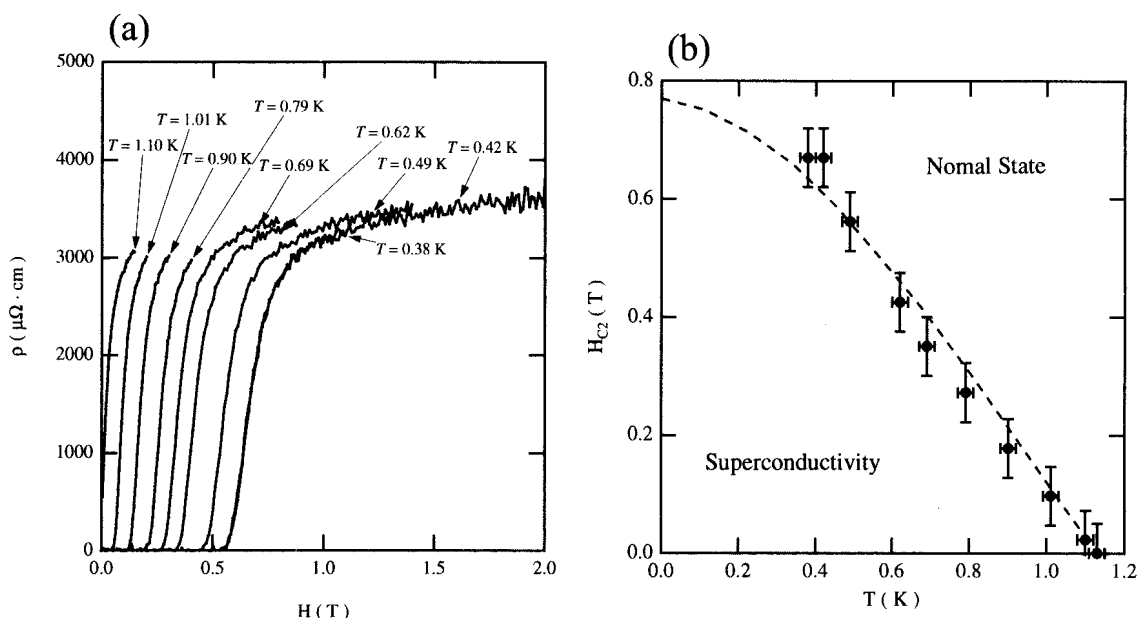 (a)
5000
4000
3000
2000
1000
0
ρ ( μΩ · cm)
T = 1.10 K
T = 1.01 K
T = 0.90 K
T = 0.79 K
T = 0.69 K
T = 0.62 K
T = 0.49 K
T = 0.42 K
T = 0.38 K
0.0 0.5 1.0 1.5 2.0
H ( T )
(b)
0.8
0.6
0.4
0.2
0.0
H_C2 ( T )
Nomal State
Superconductivity
0.0 0.2 0.4 0.6 0.8 1.0 1.2
T ( K )